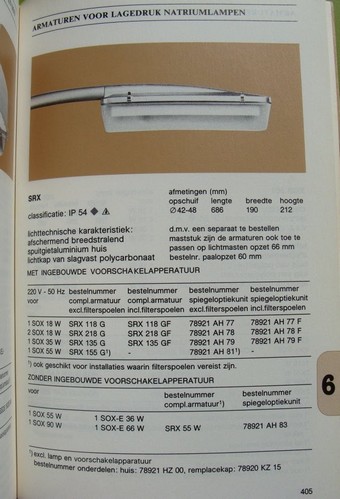 ARMATUREN VOOR LAGEDRUK NATRIUMLAMPEN
SRX
classificatie: IP 54
lichttechnische karakteristiek:
afschermend breedstralend
spuitgietaluminium huis
lichtkap van slagvast polycarbonaat
afmetingen (mm)
opschuif lengte breedte hoogte
∅42-48 686 190 212
d.m.v. een separaat te bestellen
maststuk zijn de armaturen ook toe te
passen op lichtmasten opzet 66 mm
bestelnr. paalopzet 60 mm
MET INGEBOUWDE VOORSCHAKELAPPARATUUR
220 V - 50 Hz bestelnummer bestelnummer bestelnummer bestelnummer
voor compl.armatuur compl.armatuur spiegeloptiekunit spiegeloptiekunit
excl.filterspoelen incl.filterspoelen excl.filterspoelen incl.filterspoelen
1 SOX 18 W SRX 118 G SRX 118 GF 78921 AH 77 78921 AH 77 F
2 SOX 18 W SRX 218 G SRX 218 GF 78921 AH 78 78921 AH 78 F
1 SOX 35 W SRX 135 G SRX 135 GF 78921 AH 79 78921 AH 79 F
1 SOX 55 W SRX 155 G¹) - 78921 AH 81¹) -
¹) ook geschikt voor installaties waarin filterspoelen vereist zijn.
ZONDER INGEBOUWDE VOORSCHAKELAPPARATUUR
voor bestelnummer bestelnummer
compl.armatuur¹) spiegeloptiekunit
1 SOX 55 W 1 SOX-E 36 W
1 SOX 90 W 1 SOX-E 66 W SRX 55 W 78921 AH 83
¹) excl. lamp en voorschakelapparatuur
bestelnummer onderdelen: huis: 78921 HZ 00, remplacekap: 78920 KZ 15
6
405